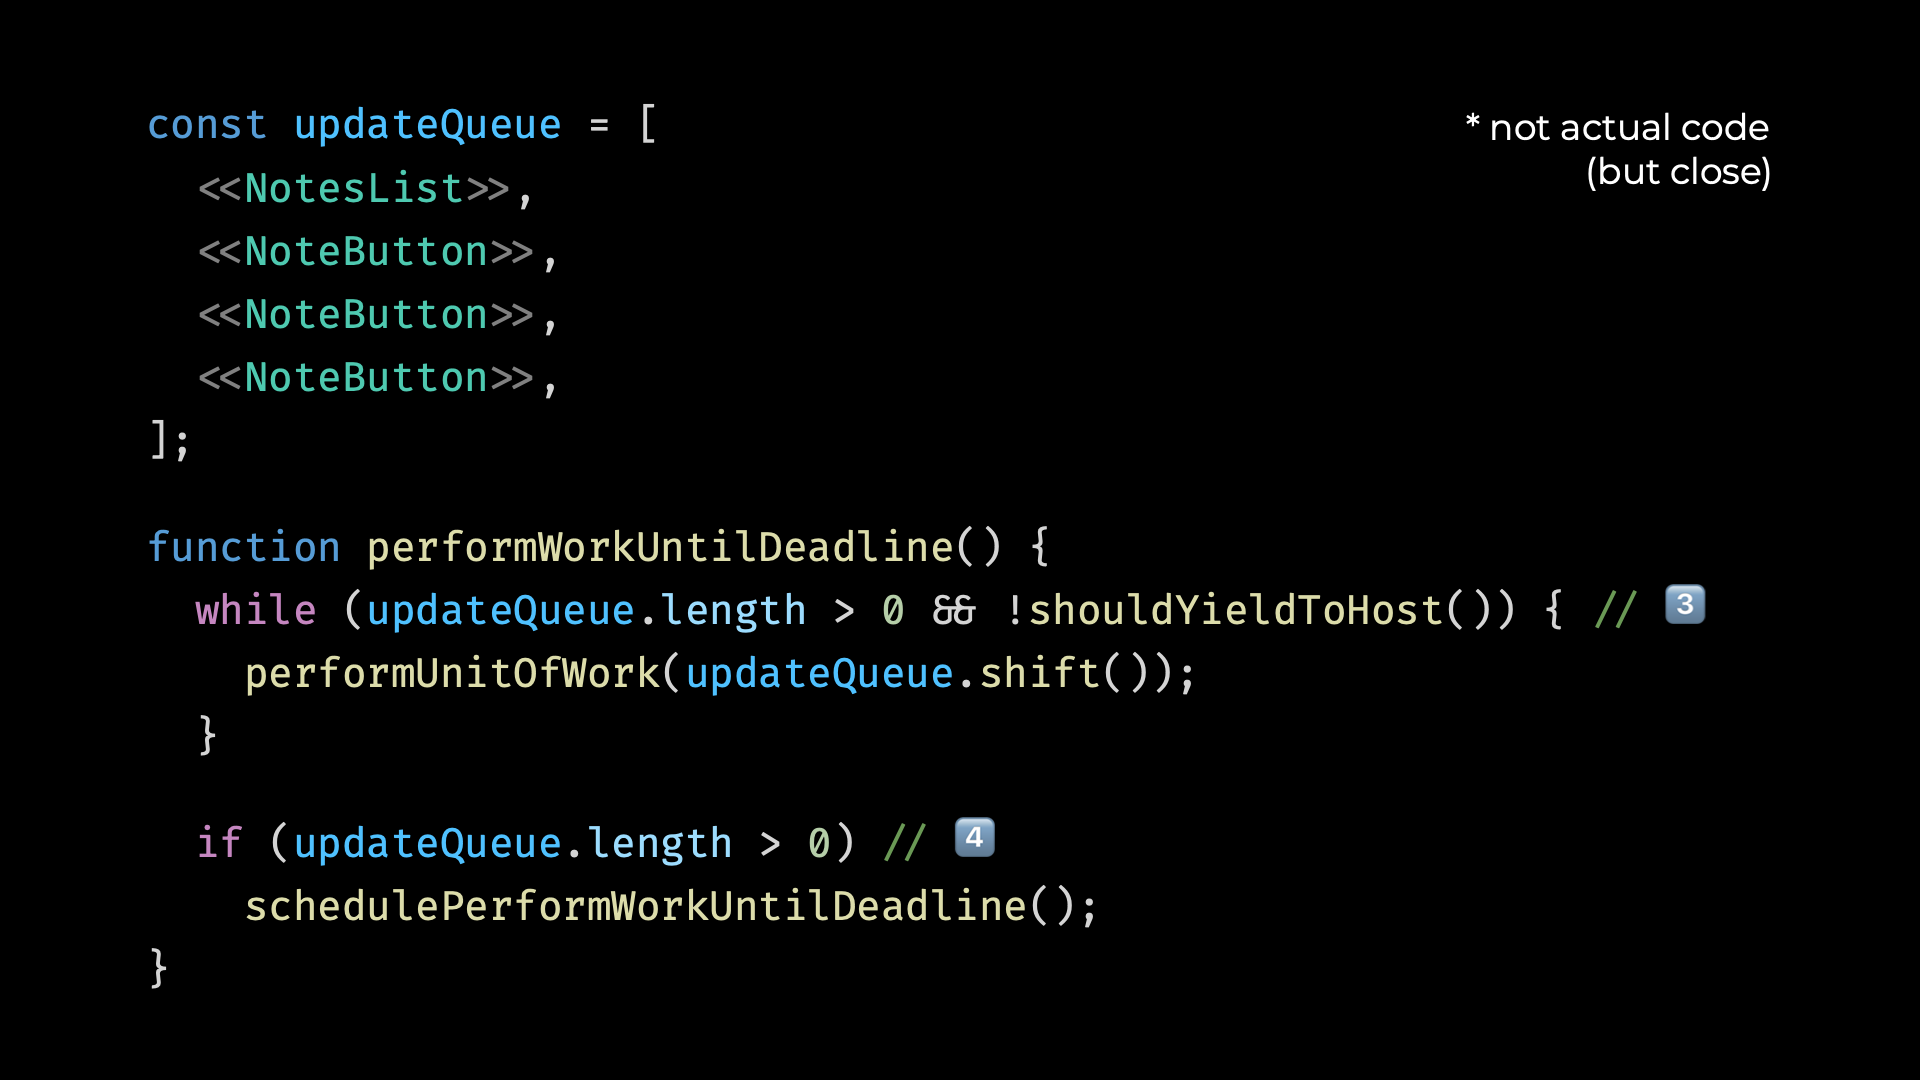 const updateQueue = [
* not actual code
(but close)
<<NotesList>>,
<<NoteButton>>,
<<NoteButton>>,
<<NoteButton>>,
];
function performWorkUntilDeadline() {
while (updateQueue.length > 0 && !shouldYieldToHost()) { // 3️⃣
performUnitOfWork(updateQueue.shift());
}
if (updateQueue.length > 0) // 4️⃣
schedulePerformWorkUntilDeadline();
}